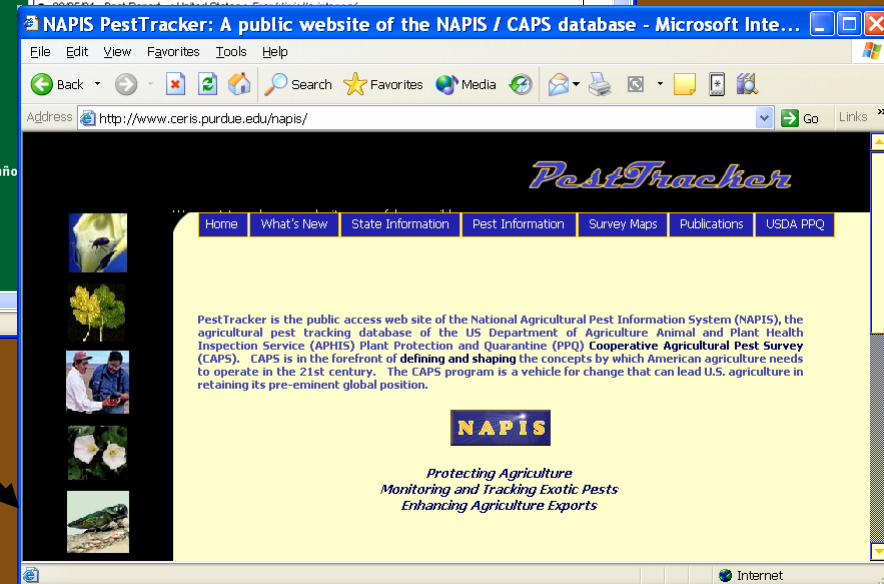 NAPIS PestTracker: A public website of the NAPIS / CAPS database - Microsoft Inte...
File Edit View Favorites Tools Help
Back Search Favorites Media
Address http://www.ceris.purdue.edu/napis/ Go Links »
PestTracker
Home What's New State Information Pest Information Survey Maps Publications USDA PPQ
PestTracker is the public access web site of the National Agricultural Pest Information System (NAPIS), the
agricultural pest tracking database of the US Department of Agriculture Animal and Plant Health
Inspection Service (APHIS) Plant Protection and Quarantine (PPQ) Cooperative Agricultural Pest Survey
(CAPS). CAPS is in the forefront of defining and shaping the concepts by which American agriculture needs
to operate in the 21st century. The CAPS program is a vehicle for change that can lead U.S. agriculture in
retaining its pre-eminent global position.
NAPIS
Protecting Agriculture
Monitoring and Tracking Exotic Pests
Enhancing Agriculture Exports
Internet